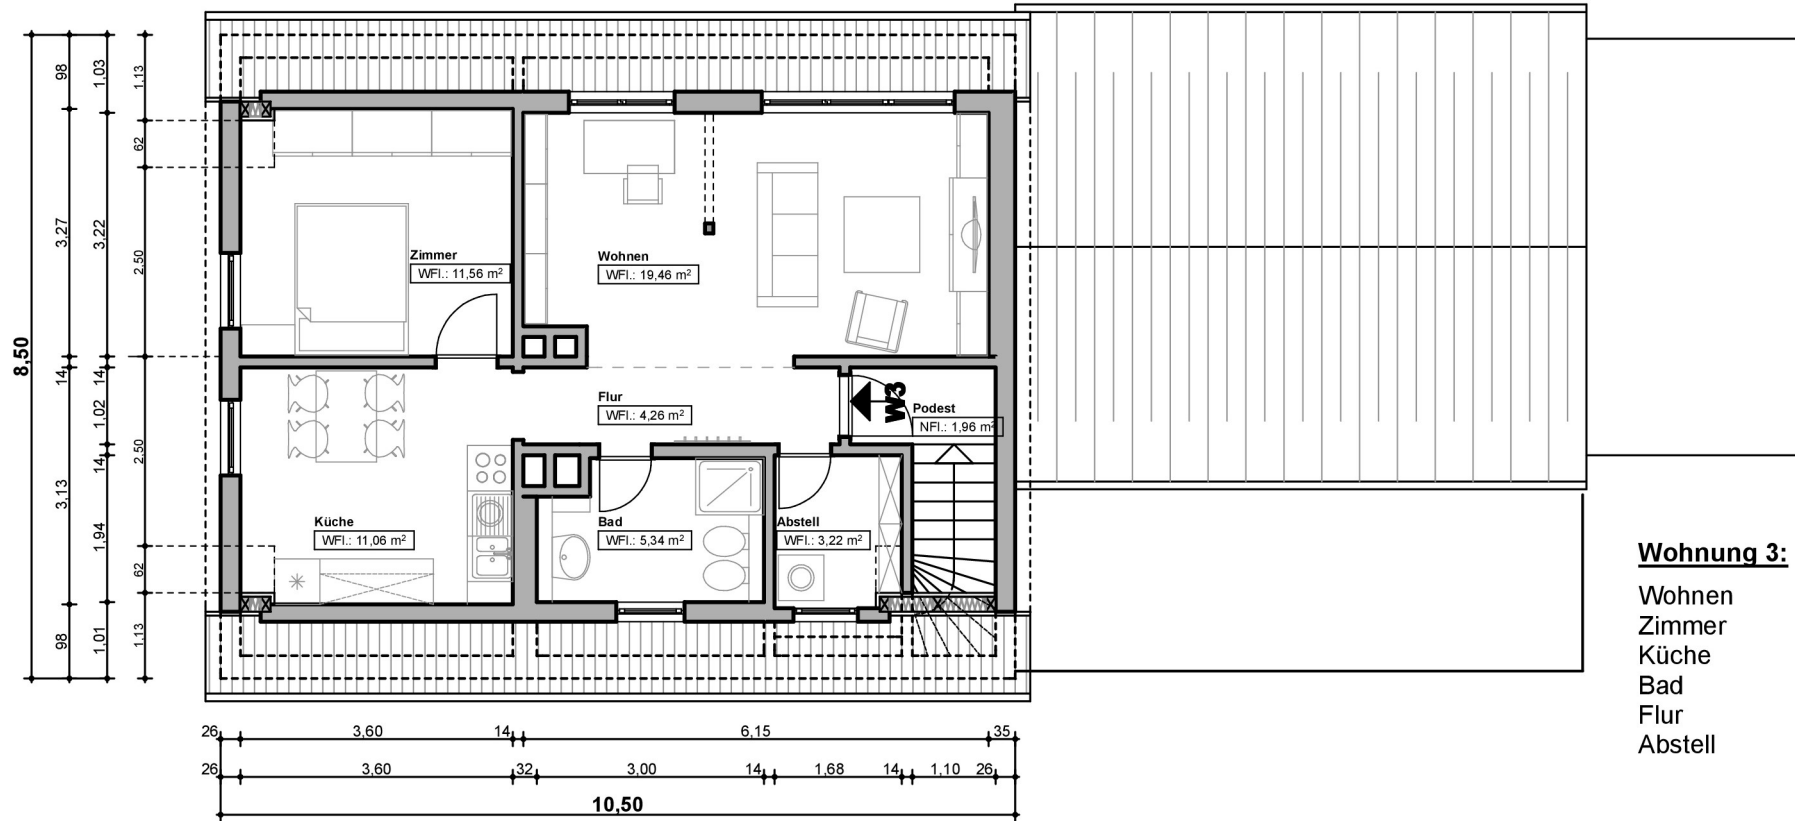 98
1,03
1,13
62
3,27
3,22
2,50
8,50
14
14
1,02
14
2,50
3,13
1,94
62
98
1,01
1,13
Zimmer
WFl.: 11,56 m²
Wohnen
WFl.: 19,46 m²
Flur
WFl.: 4,26 m²
W3
Podest
NFl.: 1,96 m²
Küche
WFl.: 11,06 m²
Bad
WFl.: 5,34 m²
Abstell
WFl.: 3,22 m²
26 3,60 14 6,15 35
26 3,60 32 3,00 14 1,68 14 1,10 26
10,50
Wohnung 3:
Wohnen
Zimmer
Küche
Bad
Flur
Abstell